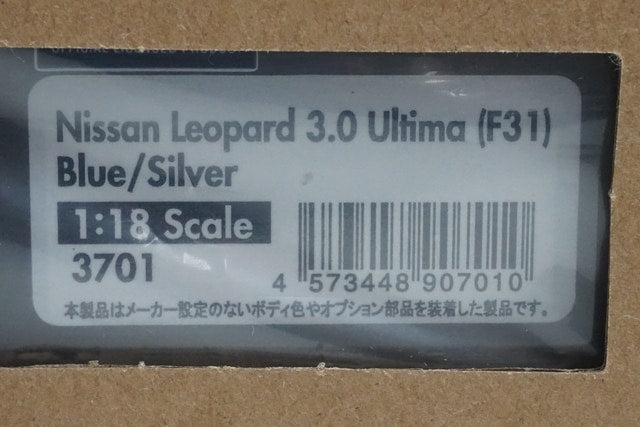 Nissan Leopard 3.0 Ultima (F31)
Blue/Silver
1:18 Scale
3701
4 573448 907010
本製品はメーカー設定のないボディ色やオプション部品を装着した製品です。